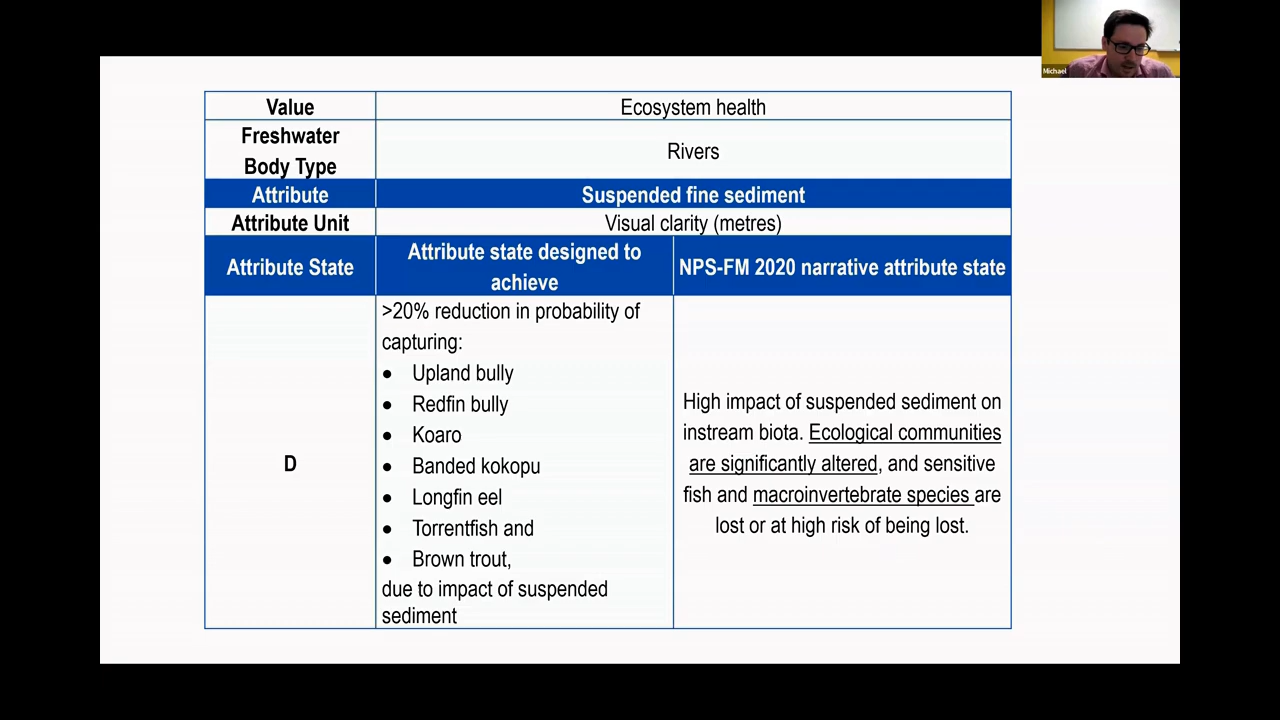 Michael
Value
Ecosystem health
Freshwater
Body Type
Rivers
Attribute
Suspended fine sediment
Attribute Unit
Visual clarity (metres)
Attribute State
Attribute state designed to
achieve
NPS-FM 2020 narrative attribute state
D
>20% reduction in probability of
capturing:
• Upland bully
• Redfin bully
• Koaro
• Banded kokopu
• Longfin eel
• Torrentfish and
• Brown trout,
due to impact of suspended
sediment
High impact of suspended sediment on
instream biota. Ecological communities
are significantly altered, and sensitive
fish and macroinvertebrate species are
lost or at high risk of being lost.